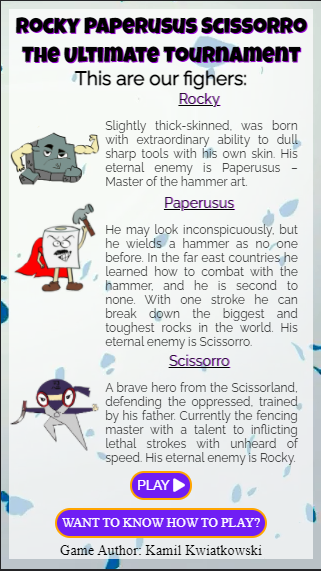 Rocky Paperusus Scissorro
The Ultimate Tournament
This are our fighers:
Rocky
Slightly thick-skinned, was born
with extraordinary ability to dull
sharp tools with his own skin. His
eternal enemy is Paperusus –
Master of the hammer art.
Paperusus
He may look inconspicuously, but
he wields a hammer as no one
before. In the far east countries he
learned how to combat with the
hammer, and he is second to
none. With one stroke he can
break down the biggest and
toughest rocks in the world. His
eternal enemy is Scissorro.
Scissorro
A brave hero from the Scissorland,
defending the oppressed, trained
by his father. Currently the fencing
master with a talent to inflicting
lethal strokes with unheard of
speed. His eternal enemy is Rocky.
PLAY
WANT TO KNOW HOW TO PLAY?
Game Author: Kamil Kwiatkowski